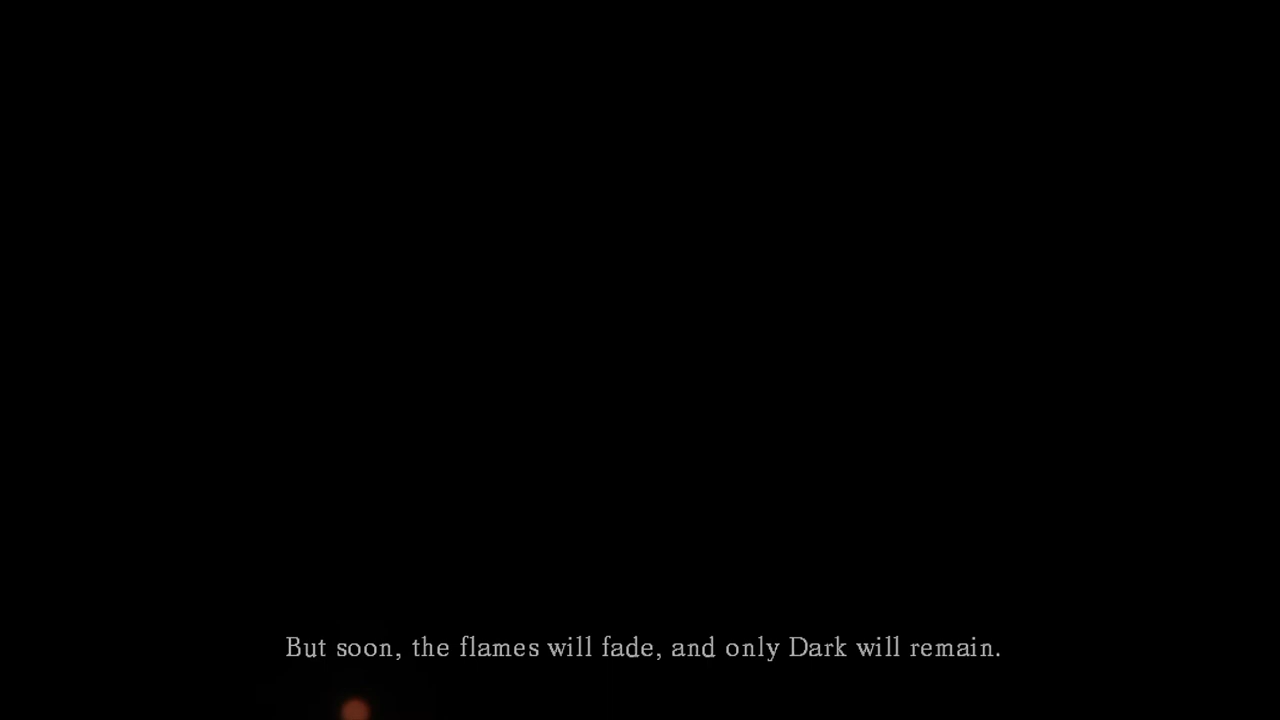 But soon, the flames will fade, and only Dark will remain.